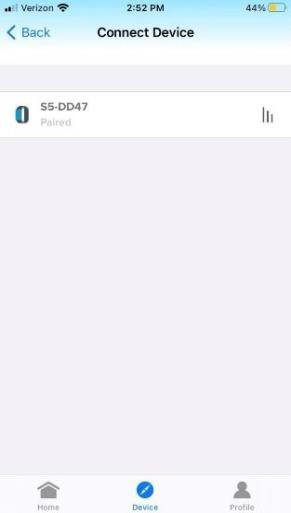 Verizon 2:52 PM 44%
Back Connect Device
S5-DD47
Paired
Home Device Profile